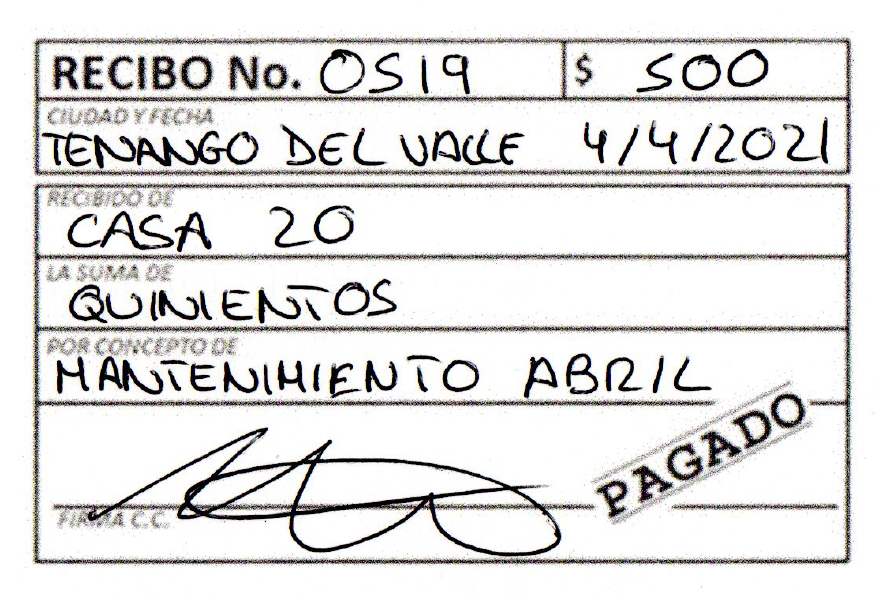 RECIBO No. 0519 $ 500
CIUDAD Y FECHA
TENANGO DEL VALLE 4/4/2021
RECIBIDO DE
CASA 20
LA SUMA DE
QUINIENTOS
POR CONCEPTO DE
MANTENIMIENTO ABRIL
PAGADO
FIRMA C.C.